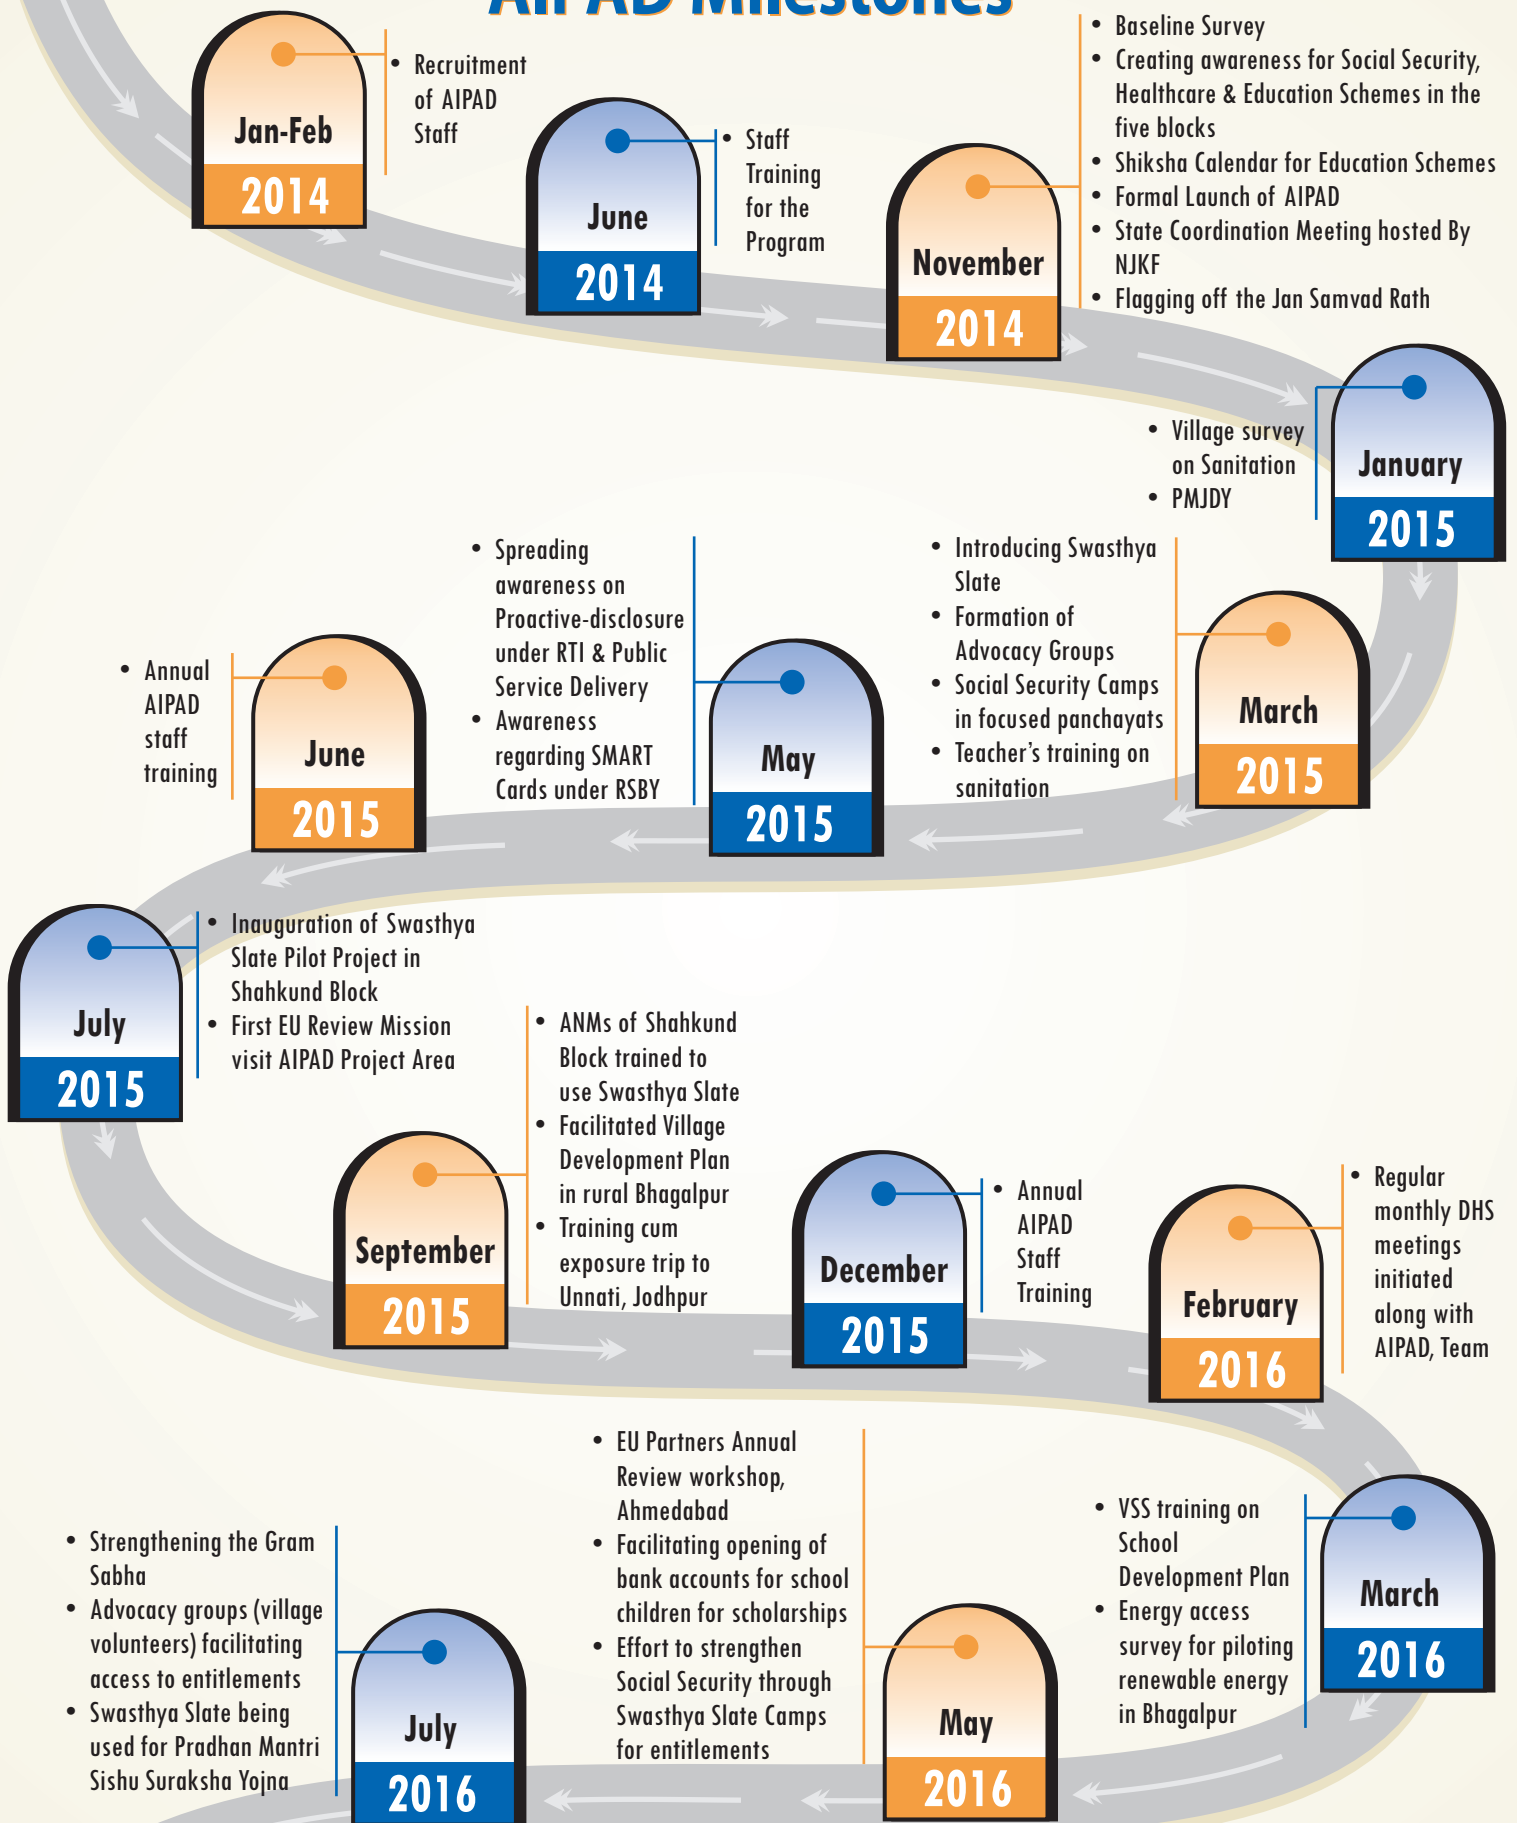 AIPAD Milestones
Jan-Feb
2014
• Recruitment
of AIPAD
Staff
June
2014
• Staff
Training
for the
Program
November
2014
• Baseline Survey
• Creating awareness for Social Security,
Healthcare & Education Schemes in the
five blocks
• Shiksha Calendar for Education Schemes
• Formal Launch of AIPAD
• State Coordination Meeting hosted By
NJKF
• Flagging off the Jan Samvad Rath
January
2015
• Village survey
on Sanitation
• PMJDY
March
2015
• Introducing Swasthya
Slate
• Formation of
Advocacy Groups
• Social Security Camps
in focused panchayats
• Teacher's training on
sanitation
May
2015
• Spreading
awareness on
Proactive-disclosure
under RTI & Public
Service Delivery
• Awareness
regarding SMART
Cards under RSBY
June
2015
• Annual
AIPAD
staff
training
July
2015
• Inauguration of Swasthya
Slate Pilot Project in
Shahkund Block
• First EU Review Mission
visit AIPAD Project Area
September
2015
• ANMs of Shahkund
Block trained to
use Swasthya Slate
• Facilitated Village
Development Plan
in rural Bhagalpur
• Training cum
exposure trip to
Unnati, Jodhpur
December
2015
• Annual
AIPAD
Staff
Training
February
2016
• Regular
monthly DHS
meetings
initiated
along with
AIPAD, Team
March
2016
• VSS training on
School
Development Plan
• Energy access
survey for piloting
renewable energy
in Bhagalpur
May
2016
• EU Partners Annual
Review workshop,
Ahmedabad
• Facilitating opening of
bank accounts for school
children for scholarships
• Effort to strengthen
Social Security through
Swasthya Slate Camps
for entitlements
July
2016
• Strengthening the Gram
Sabha
• Advocacy groups (village
volunteers) facilitating
access to entitlements
• Swasthya Slate being
used for Pradhan Mantri
Sishu Suraksha Yojna